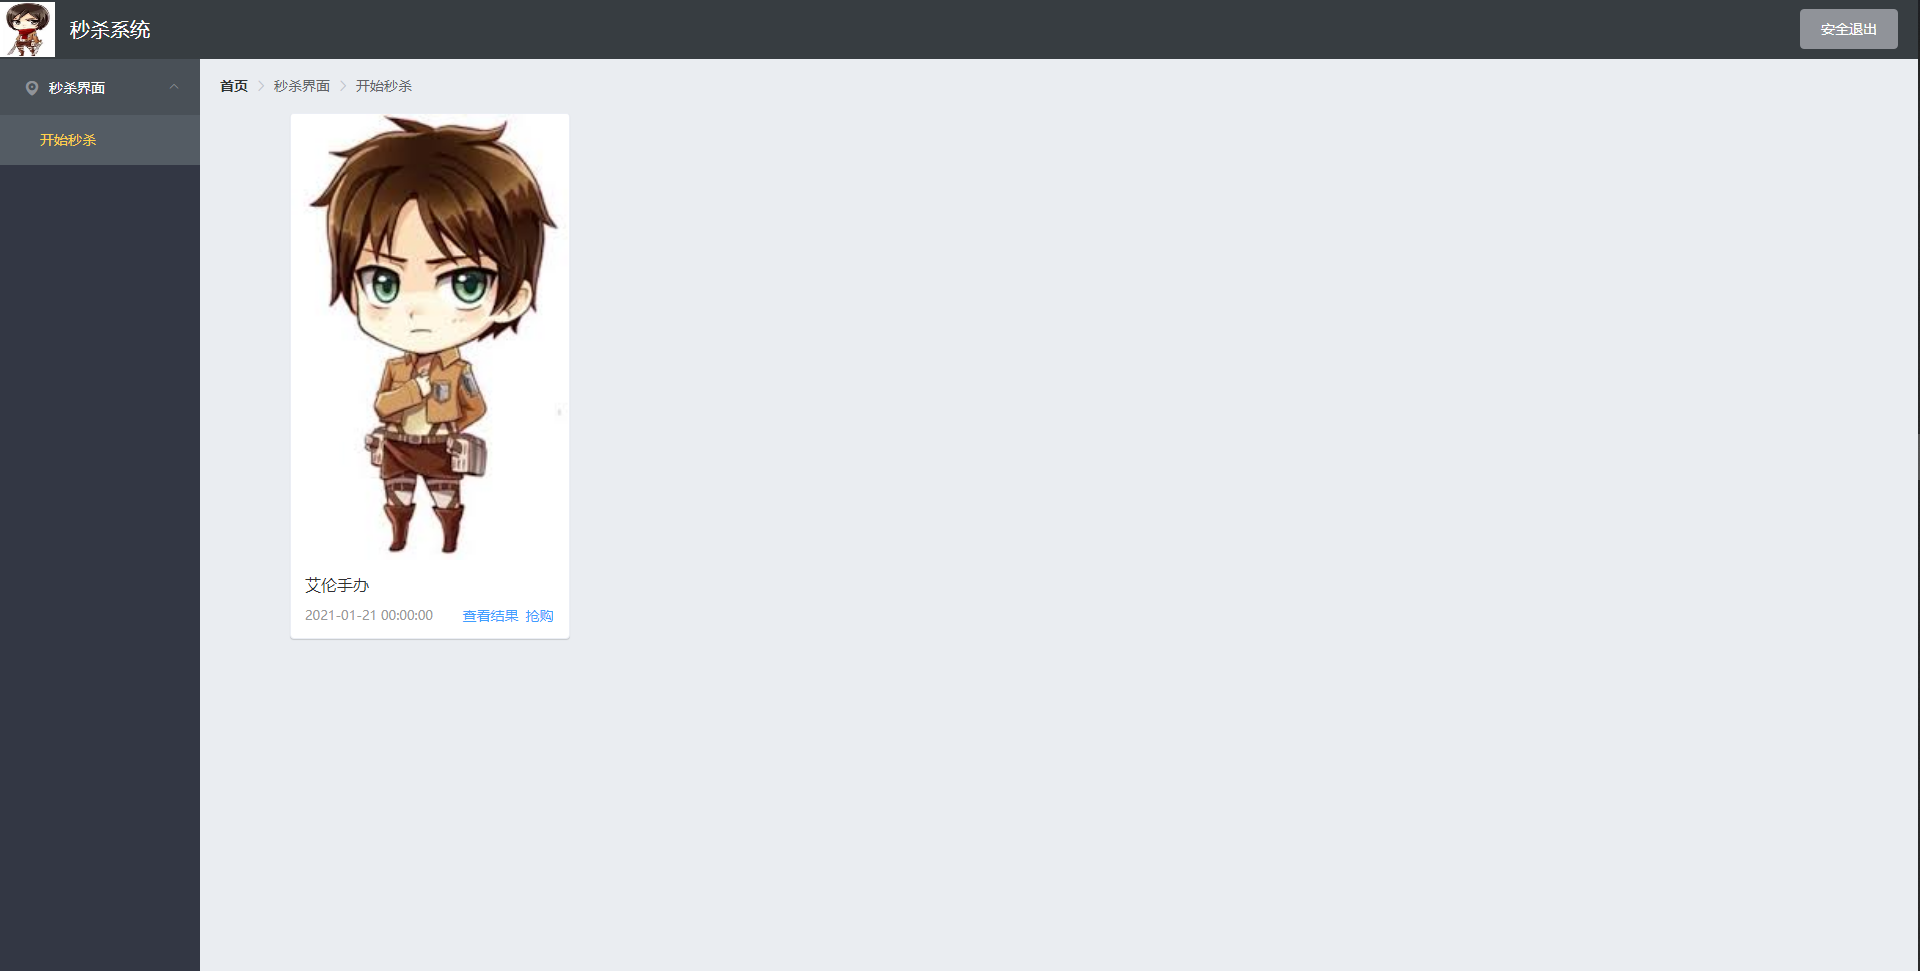 秒杀系统
安全退出
秒杀界面
开始秒杀
首页 > 秒杀界面 > 开始秒杀
艾伦手办
2021-01-21 00:00:00 查看结果 抢购